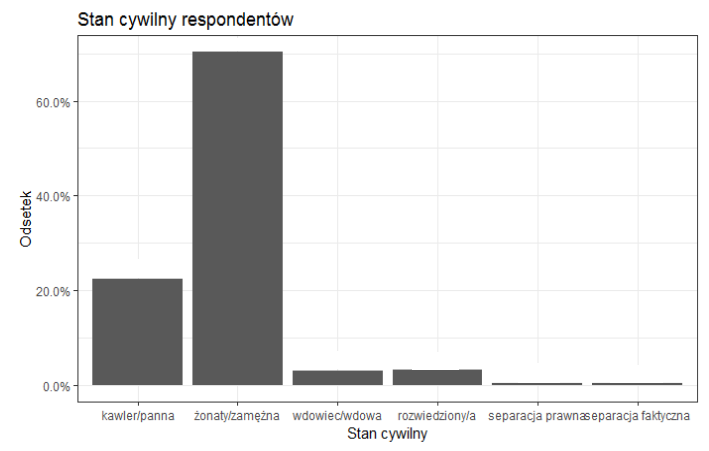 Stan cywilny respondentów
Odsetek
60.0%
40.0%
20.0%
0.0%
kawler/panna żonaty/zamężna wdowiec/wdowa rozwiedziony/a separacja prawna separacja faktyczna
Stan cywilny